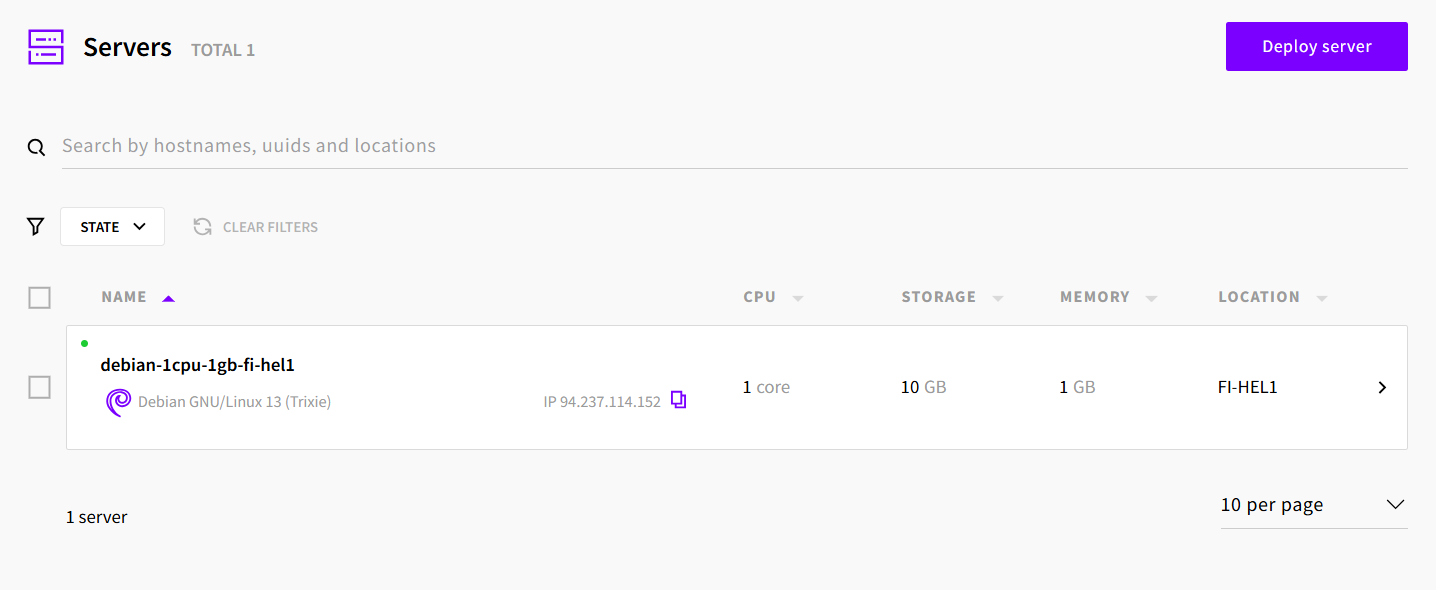 Servers TOTAL 1
Deploy server
Search by hostnames, uuids and locations
STATE CLEAR FILTERS
NAME CPU STORAGE MEMORY LOCATION
debian-1cpu-1gb-fi-hel1
Debian GNU/Linux 13 (Trixie) IP 94.237.114.152 1 core 10 GB 1 GB FI-HEL1
1 server
10 per page